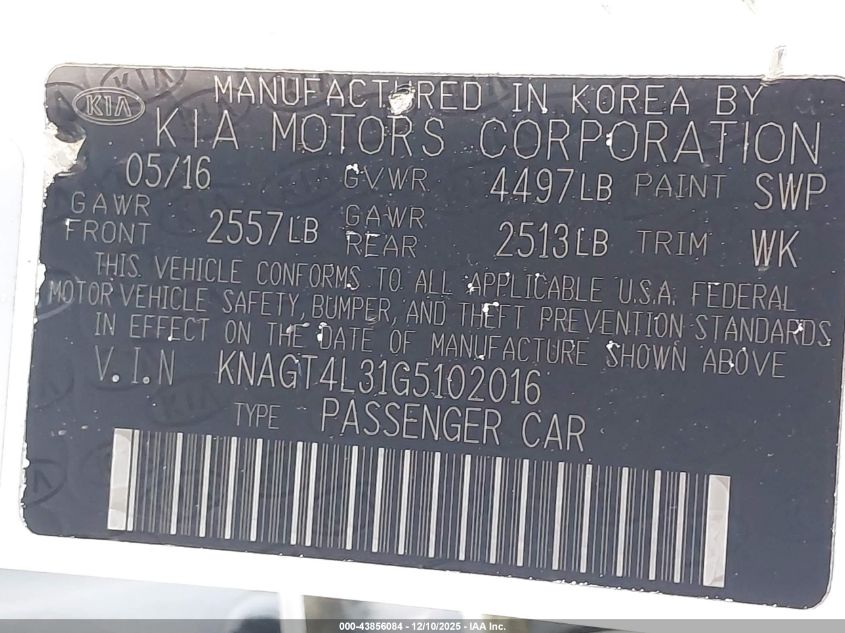 KIA MANUFACTURED IN KOREA BY
KIA MOTORS CORPORATION
05/16 GVWR 4497LB PAINT SWP
GAWR FRONT 2557LB GAWR REAR 2513LB TRIM WK
THIS VEHICLE CONFORMS TO ALL APPLICABLE U.S.A. FEDERAL
MOTOR VEHICLE SAFETY, BUMPER, AND THEFT PREVENTION STANDARDS
IN EFFECT ON THE DATE OF MANUFACTURE SHOWN ABOVE
V.I.N KNAGT4L31G5102016
TYPE PASSENGER CAR
000-43856084 - 12/10/2025 - IAA Inc.